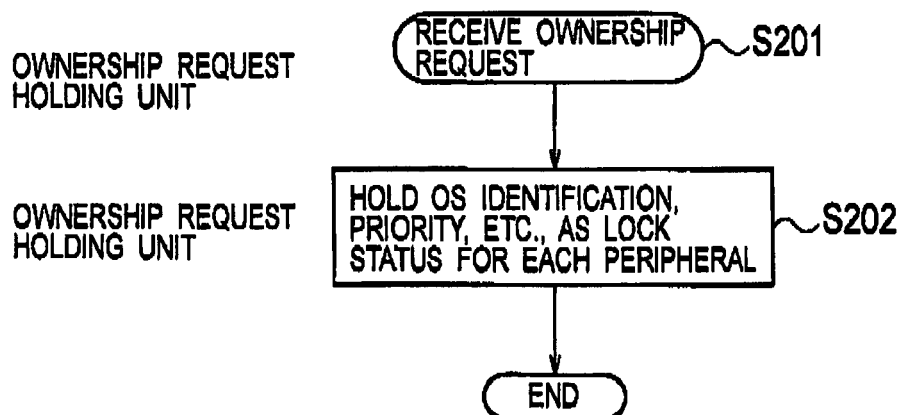 RECEIVE OWNERSHIP
REQUEST
S201
OWNERSHIP REQUEST
HOLDING UNIT
HOLD OS IDENTIFICATION,
PRIORITY, ETC., AS LOCK
STATUS FOR EACH PERIPHERAL
S202
OWNERSHIP REQUEST
HOLDING UNIT
END